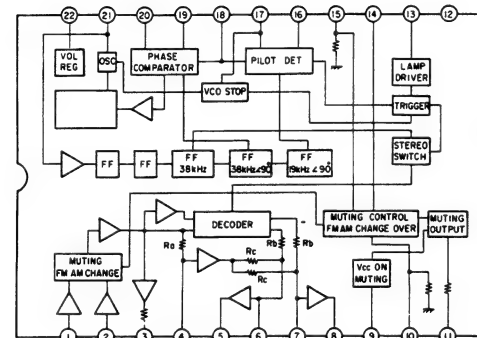 22 21 20 19 18 17 16 15 14 13 12
VOL
REG
OSC
PHASE
COMPARATOR
PILOT DET
LAMP
DRIVER
VCO STOP
TRIGGER
STEREO
SWITCH
FF
FF
FF
38kHz
FF
38kHz∠90°
FF
19kHz∠90°
DECODER
MUTING CONTROL
FM AM CHANGE OVER
MUTING
OUTPUT
Ra
Rb
Rb
Rc
Rc
MUTING
FM AM CHANGE
Vcc ON
MUTING
1 2 3 4 5 6 7 8 9 10 11